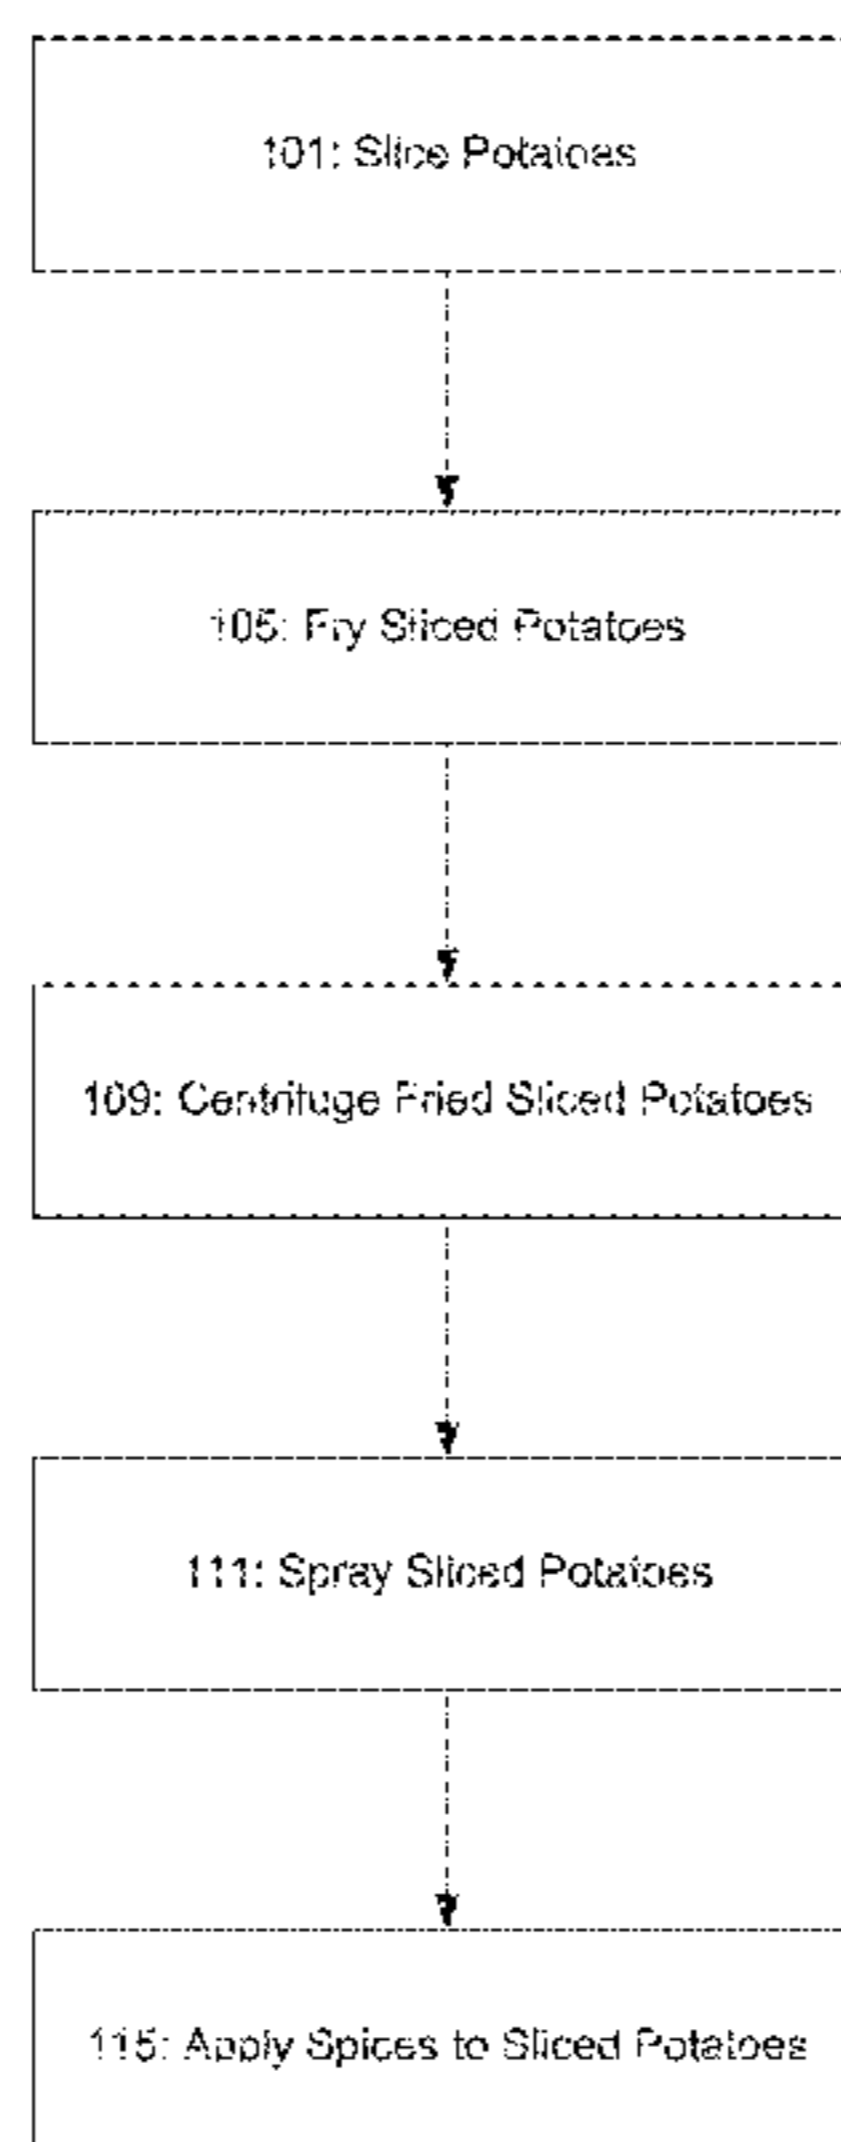 101: Slice Potatoes
105: Fry Sliced Potatoes
109: Centrifuge Fried Sliced Potatoes
111: Spray Sliced Potatoes
115: Apply Spices to Sliced Potatoes